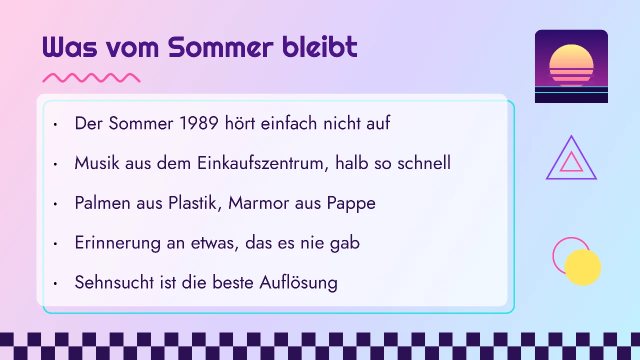 Was vom Sommer bleibt
· Der Sommer 1989 hört einfach nicht auf
· Musik aus dem Einkaufszentrum, halb so schnell
· Palmen aus Plastik, Marmor aus Pappe
· Erinnerung an etwas, das es nie gab
· Sehnsucht ist die beste Auflösung